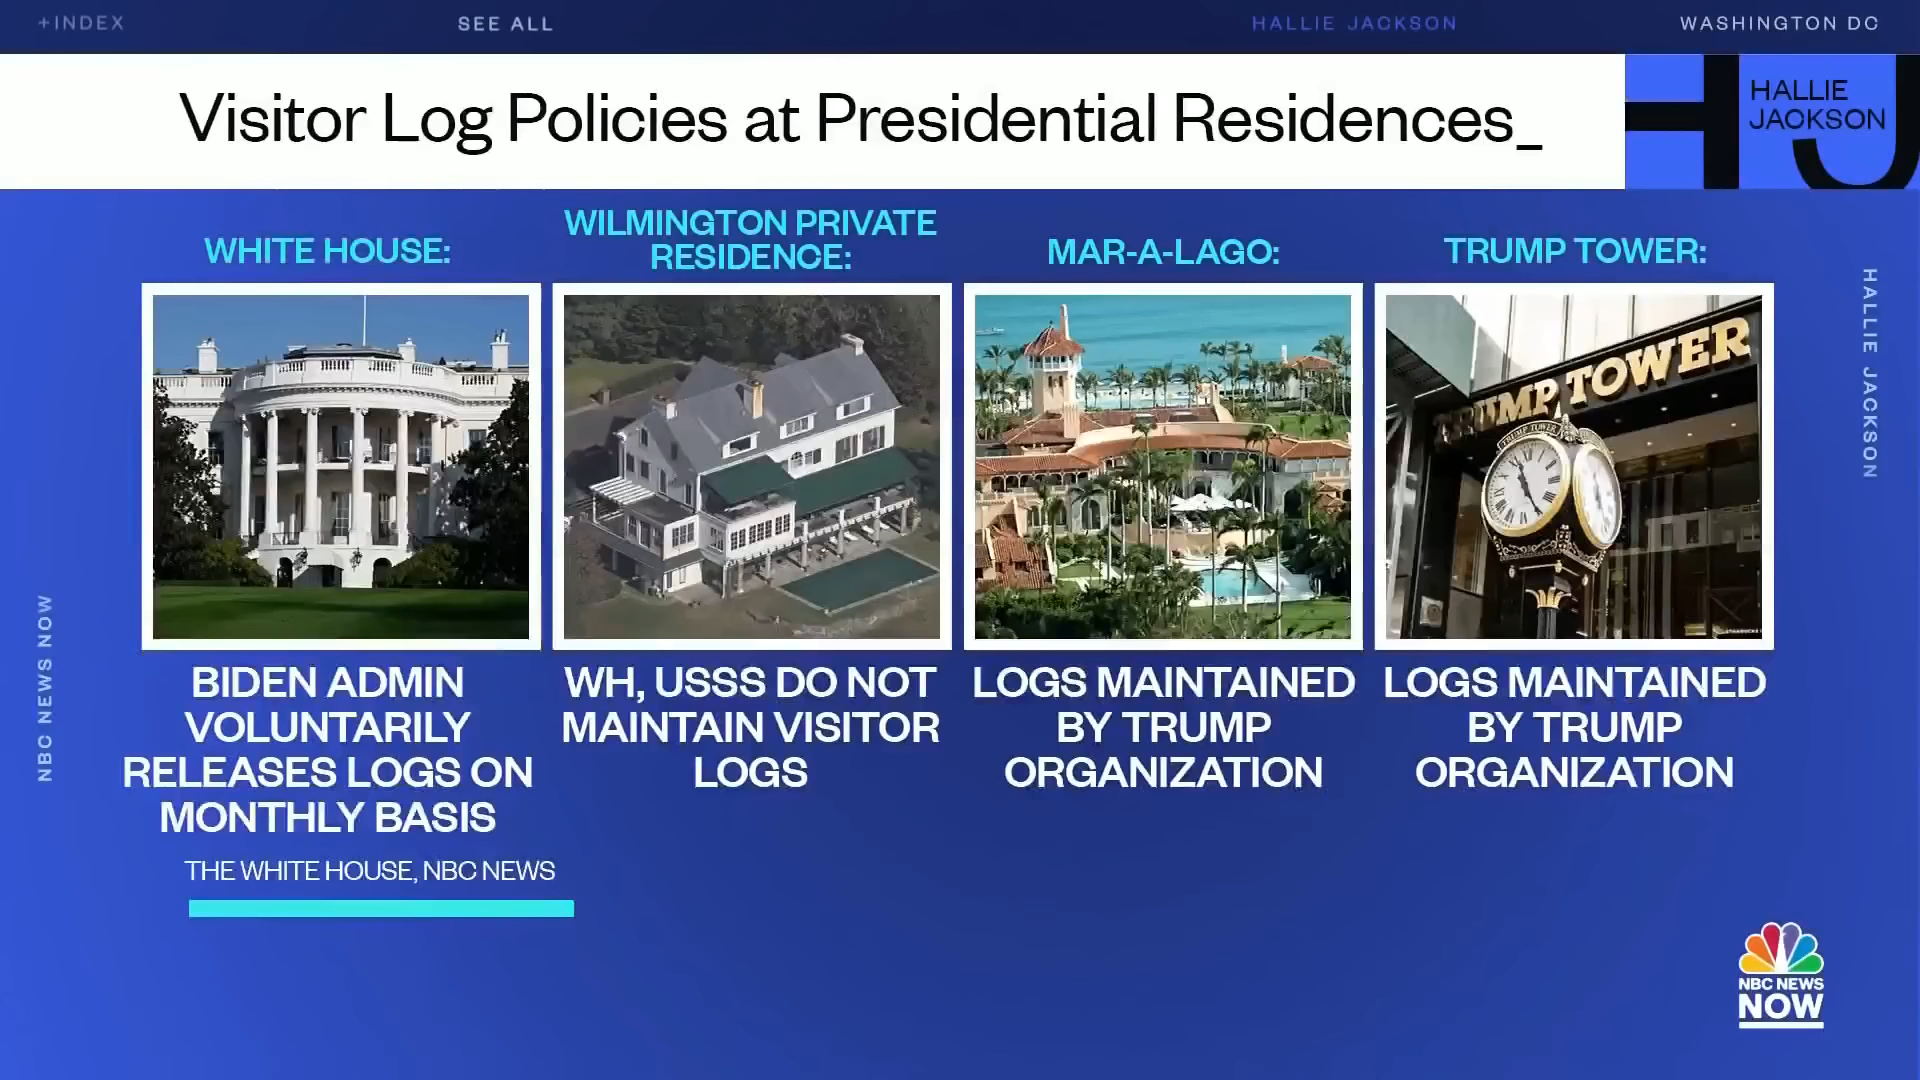 +INDEX
SEE ALL
HALLIE JACKSON
WASHINGTON DC
Visitor Log Policies at Presidential Residences_
HALLIE
JACKSON
HJ
WHITE HOUSE:
WILMINGTON PRIVATE
RESIDENCE:
MAR-A-LAGO:
TRUMP TOWER:
TRUMP TOWER
TRUMP TOWER
BIDEN ADMIN
VOLUNTARILY
RELEASES LOGS ON
MONTHLY BASIS
WH, USSS DO NOT
MAINTAIN VISITOR
LOGS
LOGS MAINTAINED
BY TRUMP
ORGANIZATION
LOGS MAINTAINED
BY TRUMP
ORGANIZATION
THE WHITE HOUSE, NBC NEWS
NBC NEWS NOW
HALLIE JACKSON
NBC NEWS
NOW